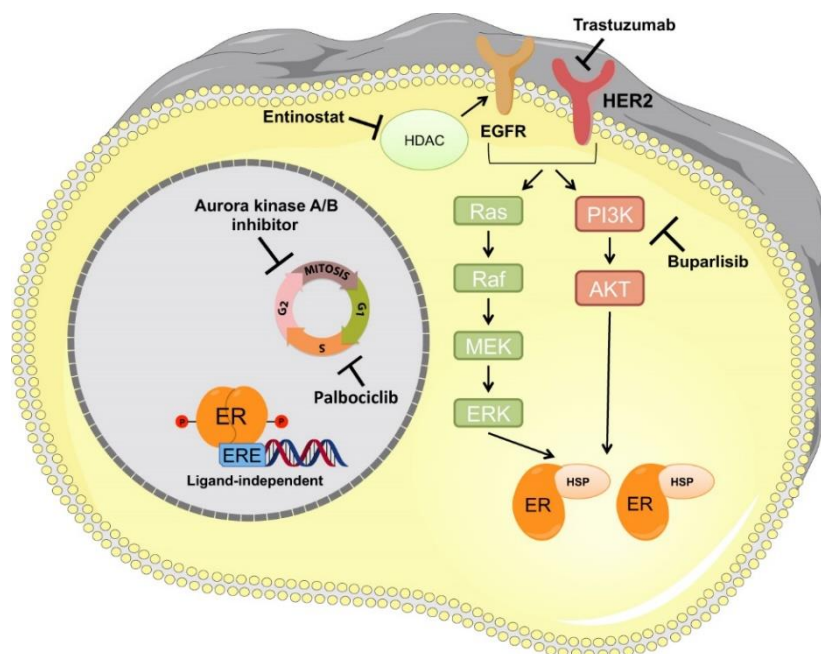 Trastuzumab
HER2
EGFR
Entinostat
HDAC
Aurora kinase A/B
inhibitor
MITOSIS
G1
S
G2
Palbociclib
Ras
Raf
MEK
ERK
PI3K
AKT
Buparlisib
P
ER
P
ERE
Ligand-independent
ER
HSP
ER
HSP